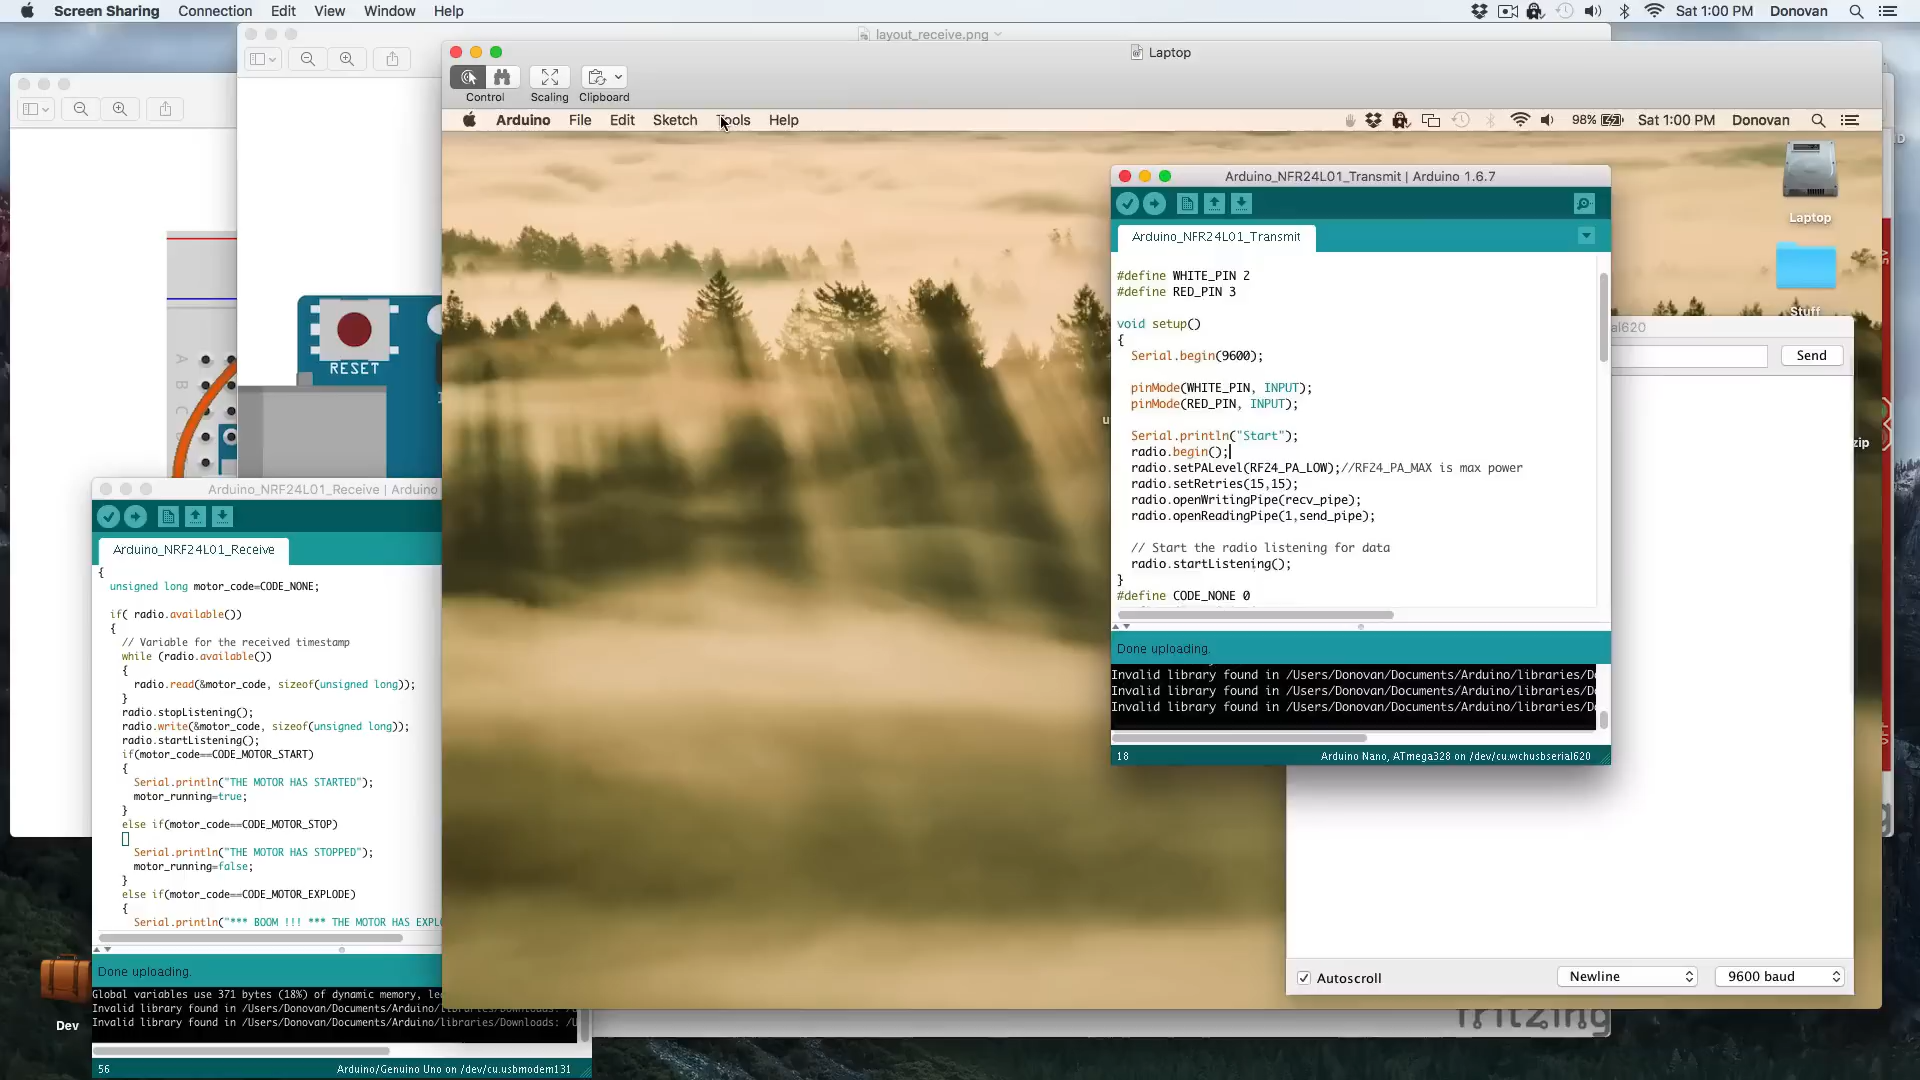 Screen Sharing Connection Edit View Window Help Sat 1:00 PM Donovan
layout_receive.png
Laptop
Control Scaling Clipboard
Arduino File Edit Sketch Tools Help 98% Sat 1:00 PM Donovan
Laptop
Stuff
zip
Send
RESET
A
B
C
Arduino_NFR24L01_Transmit | Arduino 1.6.7
Arduino_NFR24L01_Transmit
#define WHITE_PIN 2
#define RED_PIN 3
void setup()
{
Serial.begin(9600);
pinMode(WHITE_PIN, INPUT);
pinMode(RED_PIN, INPUT);
Serial.println("Start");
radio.begin();
radio.setPALevel(RF24_PA_LOW);//RF24_PA_MAX is max power
radio.setRetries(15,15);
radio.openWritingPipe(recv_pipe);
radio.openReadingPipe(1,send_pipe);
// Start the radio listening for data
radio.startListening();
}
#define CODE_NONE 0
Done uploading.
Invalid library found in /Users/Donovan/Documents/Arduino/libraries/D
Invalid library found in /Users/Donovan/Documents/Arduino/libraries/D
Invalid library found in /Users/Donovan/Documents/Arduino/libraries/D
18 Arduino Nano, ATmega328 on /dev/cu.wchusbserial620
Autoscroll Newline 9600 baud
Arduino_NRF24L01_Receive | Arduino
Arduino_NRF24L01_Receive
{
unsigned long motor_code=CODE_NONE;
if( radio.available())
{
// Variable for the received timestamp
while (radio.available())
{
radio.read(&motor_code, sizeof(unsigned long));
}
radio.stopListening();
radio.write(&motor_code, sizeof(unsigned long));
radio.startListening();
if(motor_code==CODE_MOTOR_START)
{
Serial.println("THE MOTOR HAS STARTED");
motor_running=true;
}
else if(motor_code==CODE_MOTOR_STOP)
Serial.println("THE MOTOR HAS STOPPED");
motor_running=false;
}
else if(motor_code==CODE_MOTOR_EXPLODE)
{
Serial.println("*** BOOM !!! *** THE MOTOR HAS EXPL
Done uploading.
Global variables use 371 bytes (18%) of dynamic memory, le
Invalid library found in /Users/Donovan/Documents/Arduino/libraries/Downloads: /U
Invalid library found in /Users/Donovan/Documents/Arduino/libraries/Downloads: /U
56 Arduino/Genuino Uno on /dev/cu.usbmodem131
Dev
fritzing